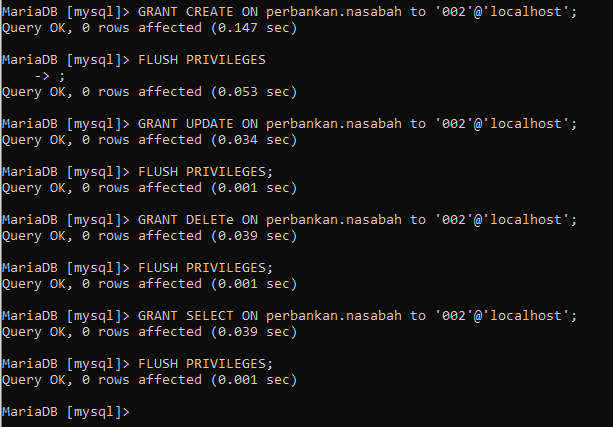 MariaDB [mysql]> GRANT CREATE ON perbankan.nasabah to '002'@'localhost';
Query OK, 0 rows affected (0.147 sec)
MariaDB [mysql]> FLUSH PRIVILEGES
-> ;
Query OK, 0 rows affected (0.053 sec)
MariaDB [mysql]> GRANT UPDATE ON perbankan.nasabah to '002'@'localhost';
Query OK, 0 rows affected (0.034 sec)
MariaDB [mysql]> FLUSH PRIVILEGES;
Query OK, 0 rows affected (0.001 sec)
MariaDB [mysql]> GRANT DELETe ON perbankan.nasabah to '002'@'localhost';
Query OK, 0 rows affected (0.039 sec)
MariaDB [mysql]> FLUSH PRIVILEGES;
Query OK, 0 rows affected (0.001 sec)
MariaDB [mysql]> GRANT SELECT ON perbankan.nasabah to '002'@'localhost';
Query OK, 0 rows affected (0.039 sec)
MariaDB [mysql]> FLUSH PRIVILEGES;
Query OK, 0 rows affected (0.001 sec)
MariaDB [mysql]>